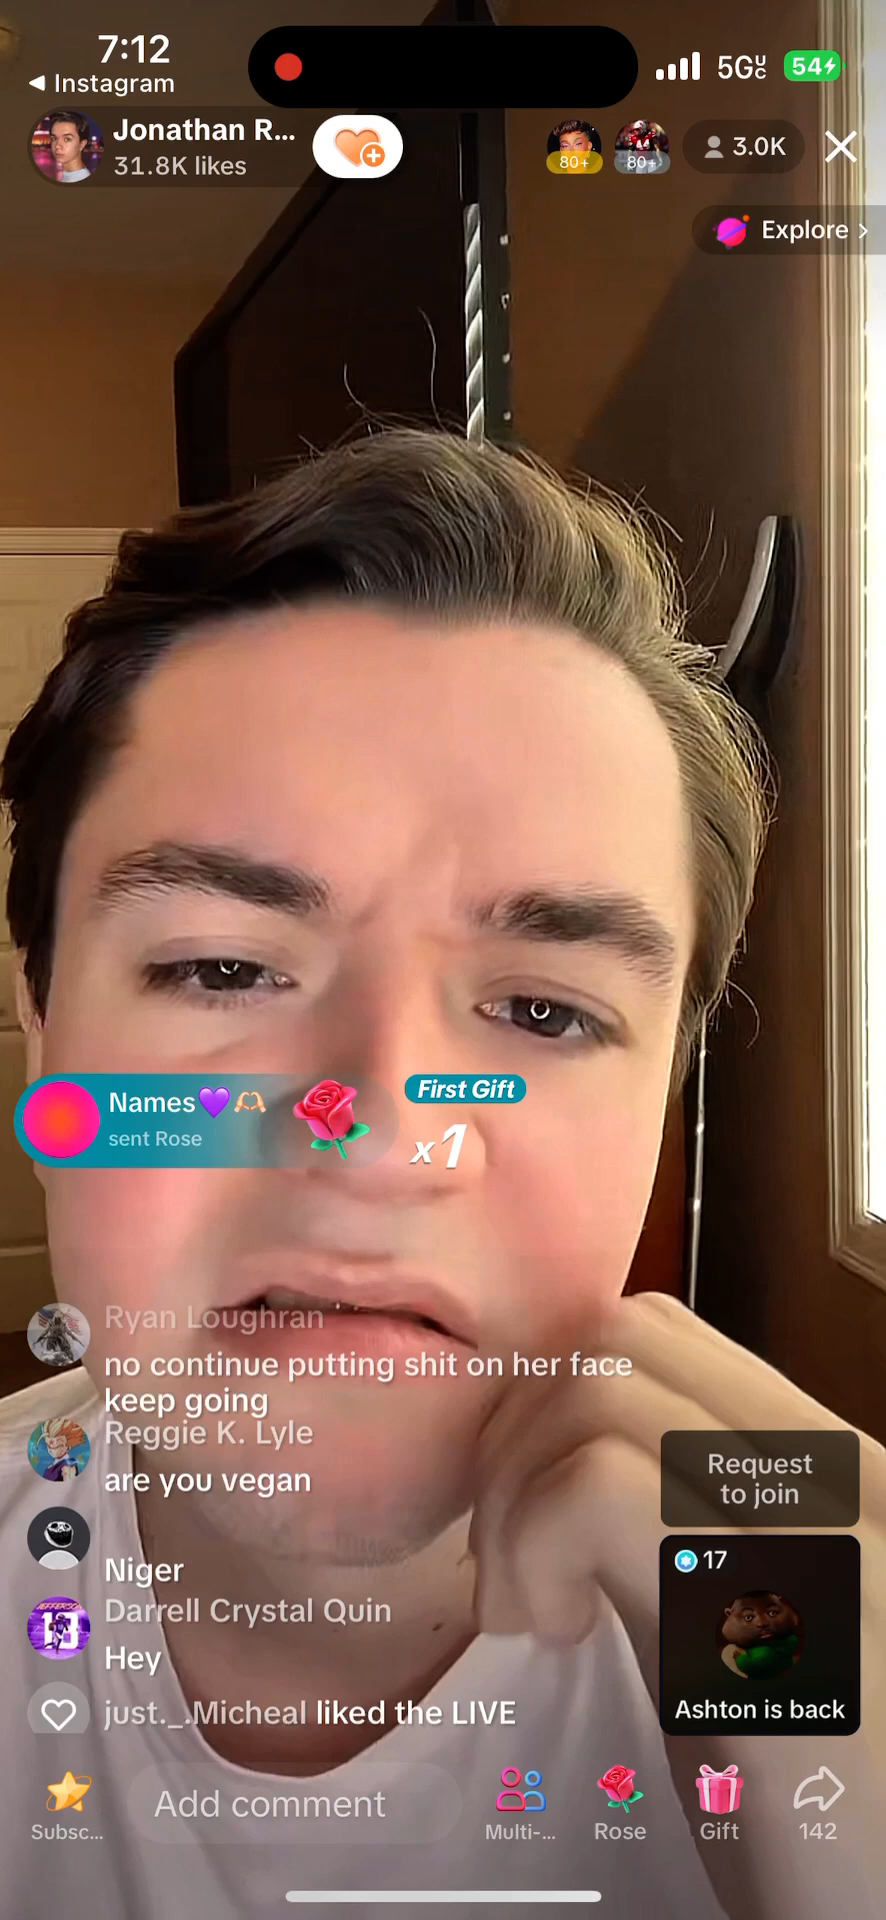 7:12
Instagram
5GUC
54
Jonathan R...
31.8K likes
80+
80+
3.0K
Explore
Names💜🫶🏼
sent Rose
First Gift
x1
Ryan Loughran
no continue putting shit on her face
keep going
Reggie K. Lyle
are you vegan
Niger
Darrell Crystal Quin
Hey
just._.Micheal liked the LIVE
Request
to join
17
Ashton is back
Subsc...
Add comment
Multi-...
Rose
Gift
142